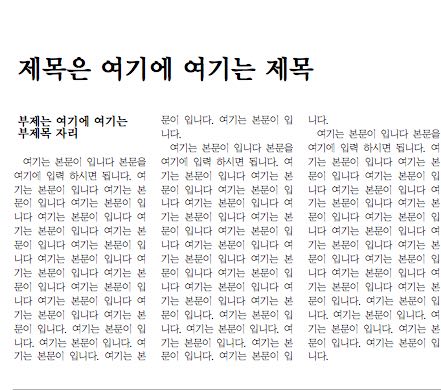 제목은 여기에 여기는 제목
부제는 여기에 여기는
부제목 자리
여기는 본문이 입니다 본문을
여기에 입력 하시면 됩니다. 여
기는 본문이 입니다 여기는 본
문이 입니다 여기는 본문이 입
니다 여기는 본문이 입니다 여
기는 본문이 입니다 여기는 본
문이 입니다 여기는 본문이 입
니다 여기는 본문이 입니다 여
기는 본문이 입니다 여기는 본
문이 입니다 여기는 본문이 입
니다 여기는 본문이 입니다 여
기는 본문이 입니다 여기는 본
문이 입니다. 여기는 본문이 입
니다. 여기는 본문이 입니다. 여
기는 본문이 입니다. 여기는 본
문이 입니다. 여기는 본문이 입
니다.
여기는 본문이 입니다 본문을
여기에 입력 하시면 됩니다. 여
기는 본문이 입니다 여기는 본
문이 입니다 여기는 본문이 입
니다 여기는 본문이 입니다 여
기는 본문이 입니다 여기는 본
문이 입니다 여기는 본문이 입
니다 여기는 본문이 입니다 여
기는 본문이 입니다 여기는 본
문이 입니다 여기는 본문이 입
니다 여기는 본문이 입니다 여
기는 본문이 입니다 여기는 본
문이 입니다. 여기는 본문이 입
니다. 여기는 본문이 입니다. 여
기는 본문이 입니다. 여기는 본
문이 입니다. 여기는 본문이 입
니다.
여기는 본문이 입니다 본문을
여기에 입력 하시면 됩니다. 여
기는 본문이 입니다 여기는 본
문이 입니다 여기는 본문이 입
니다 여기는 본문이 입니다 여
기는 본문이 입니다 여기는 본
문이 입니다 여기는 본문이 입
니다 여기는 본문이 입니다 여
기는 본문이 입니다 여기는 본
문이 입니다 여기는 본문이 입
니다 여기는 본문이 입니다 여
기는 본문이 입니다 여기는 본
문이 입니다. 여기는 본문이 입
니다. 여기는 본문이 입니다. 여
기는 본문이 입니다. 여기는 본
문이 입니다. 여기는 본문이 입
니다.